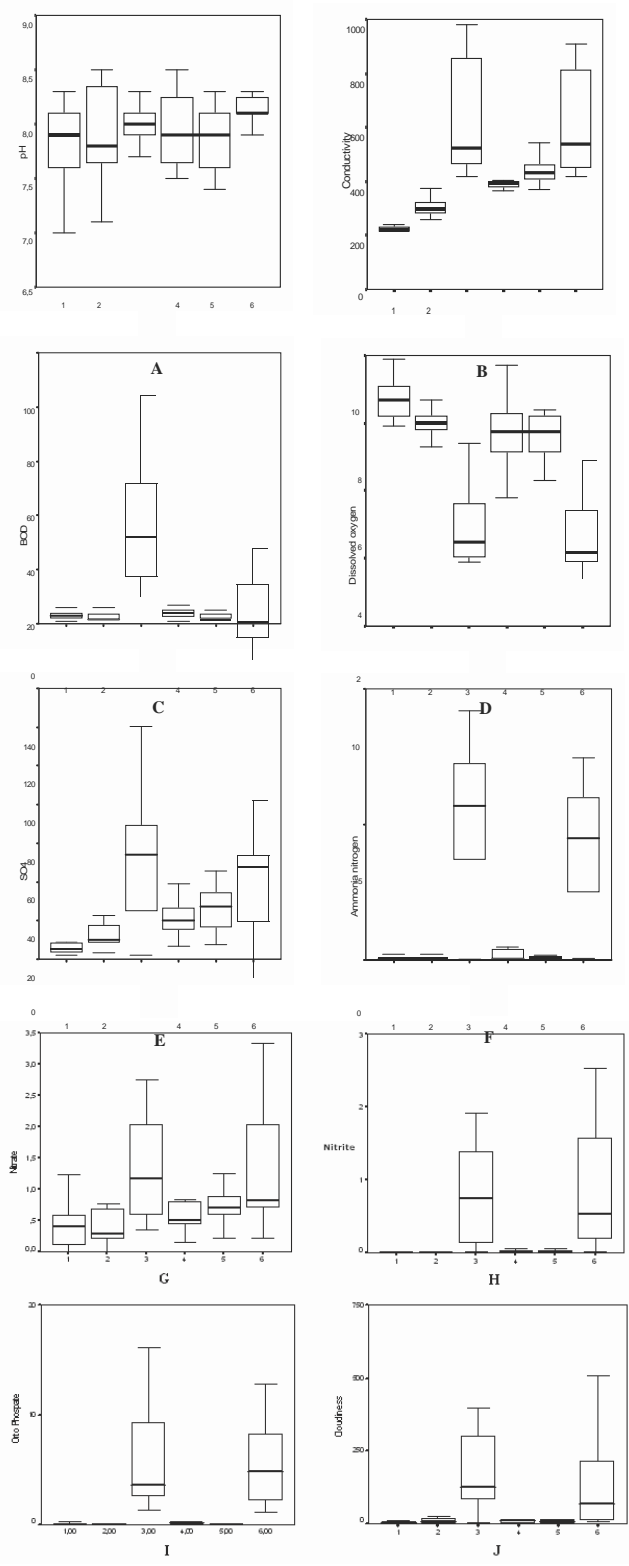 9,0
8,5
8,0
7,5
7,0
6,5
pH
1 2 4 5 6
A
1000
800
600
400
200
0
Conductivity
1 2
B
100
80
60
40
20
0
BOD
1 2 4 5 6
C
10
8
6
4
2
Dissolved oxygen
1 2 3 4 5 6
D
140
120
100
80
60
40
20
0
SO4
1 2 4 5 6
E
10
5
0
Ammonia nitrogen
1 2 3 4 5 6
F
3,5
3,0
2,5
2,0
1,5
1,0
,5
0,0
Nitrate
1 2 3 4 5 6
G
3
2
1
0
Nitrite
1 2 3 4 5 6
H
20
10
0
Orto Phospate
1,00 2,00 3,00 4,00 5,00 6,00
I
750
500
250
0
Cloudiness
1 2 3 4 5 6
J